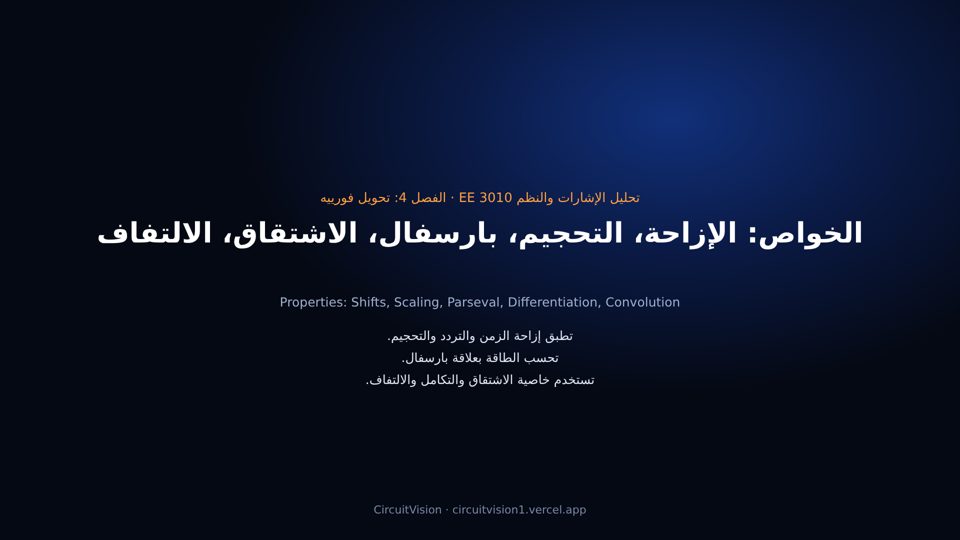 تحليل الإشارات والنظم EE 3010 · الفصل 4: تحويل فورييه
الخواص: الإزاحة، التحجيم، بارسفال، الاشتقاق، الالتفاف
Properties: Shifts, Scaling, Parseval, Differentiation, Convolution
تطبق إزاحة الزمن والتردد والتحجيم.
تحسب الطاقة بعلاقة بارسفال.
تستخدم خاصية الاشتقاق والتكامل والالتفاف.
CircuitVision · circuitvision1.vercel.app